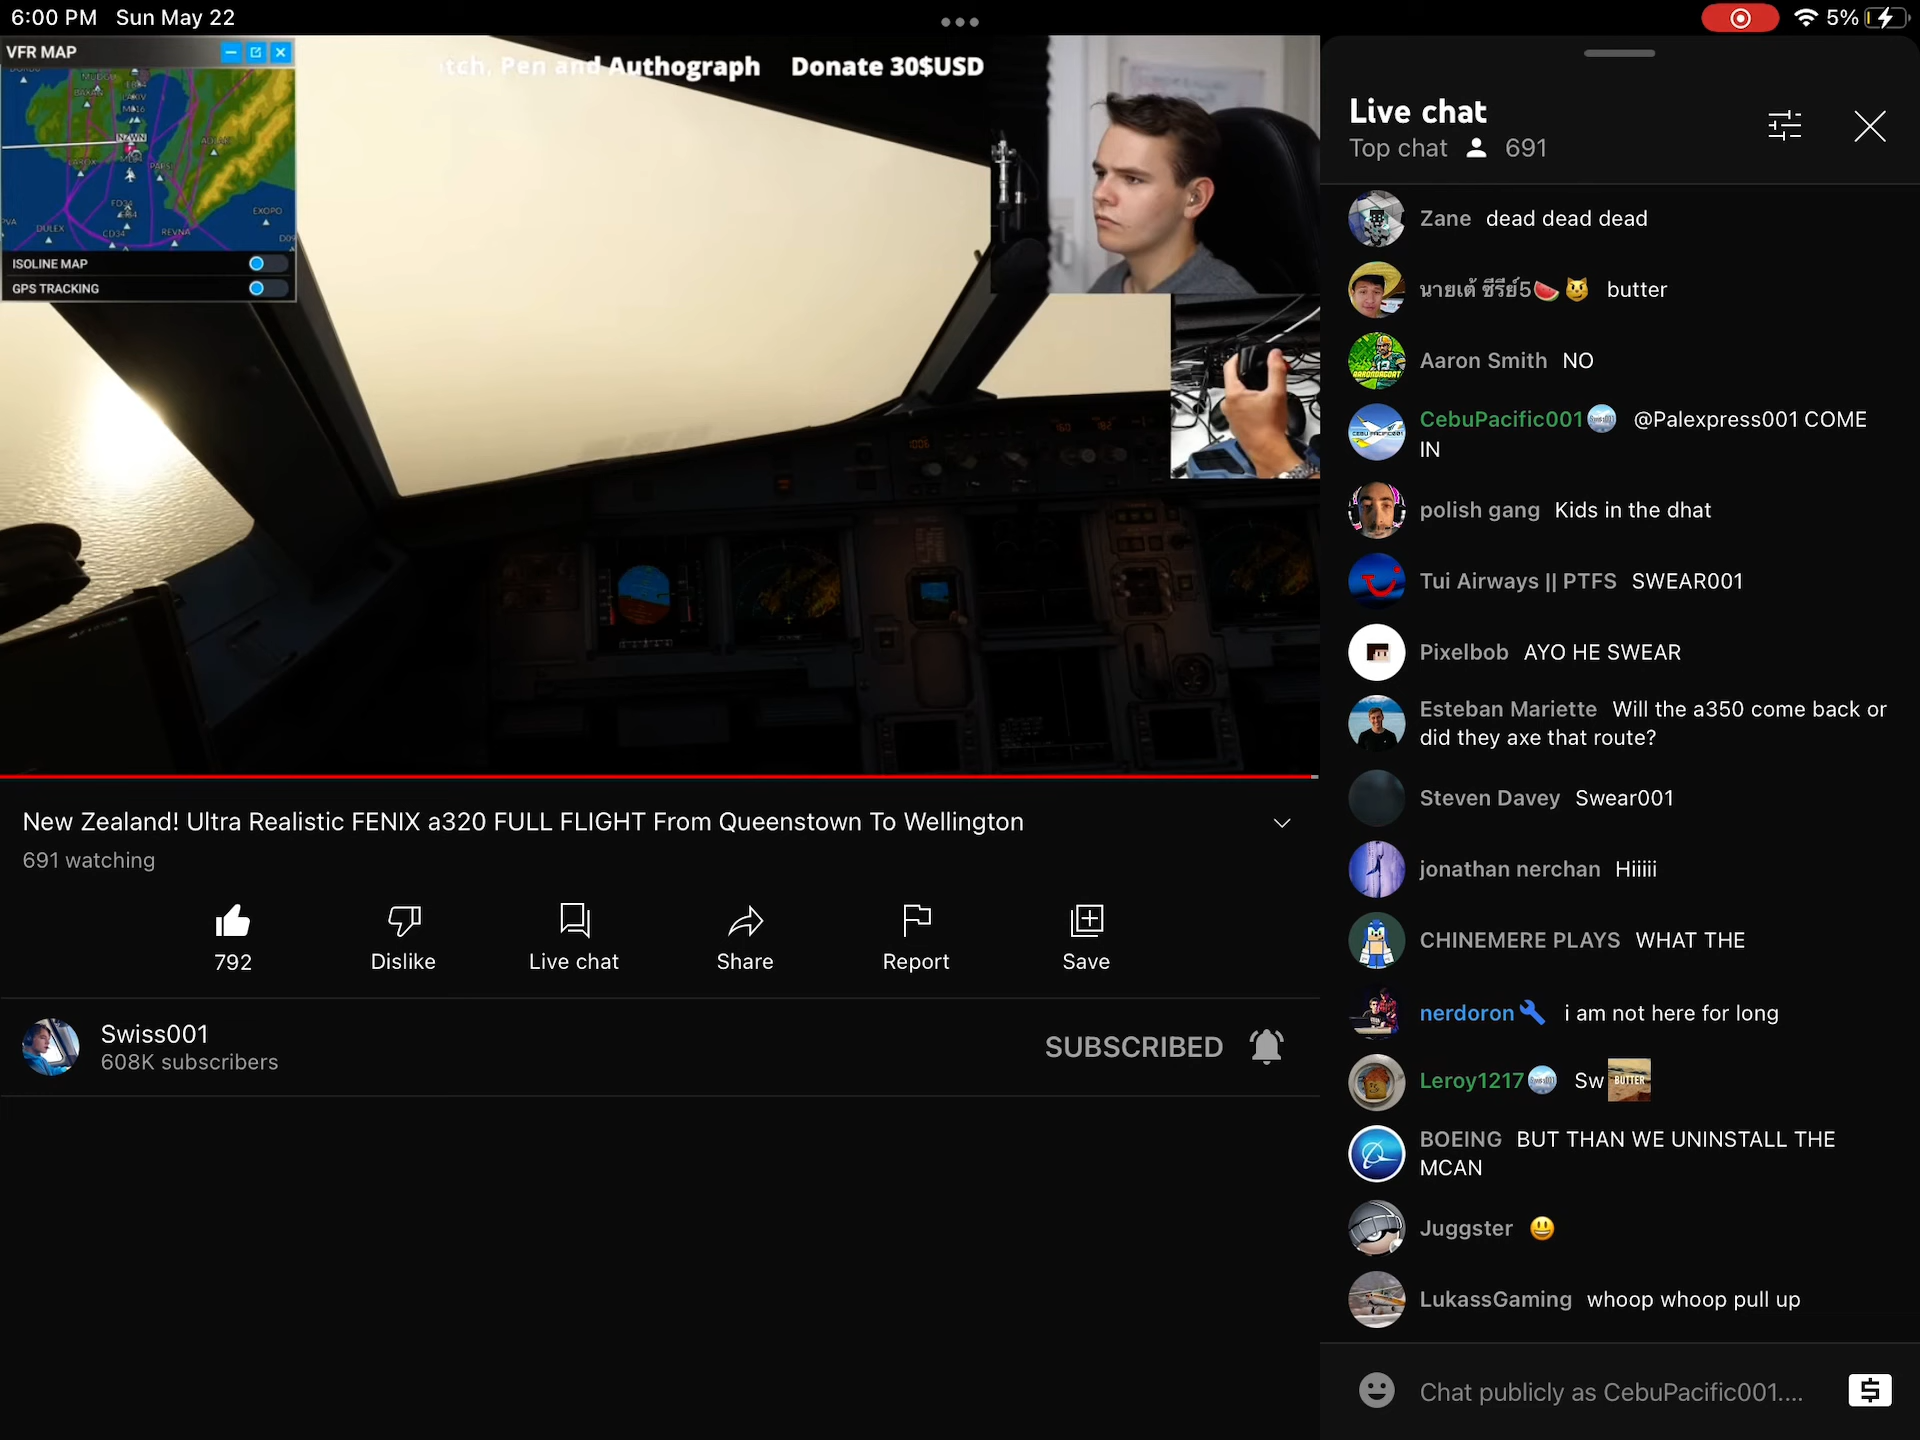 6:00 PM Sun May 22
5%
VFR MAP
NZWN
EXOPO
DULEX
CD34
REVNA
ISOLINE MAP
GPS TRACKING
Pen and Authograph Donate 30$USD
New Zealand! Ultra Realistic FENIX a320 FULL FLIGHT From Queenstown To Wellington
691 watching
792
Dislike
Live chat
Share
Report
Save
Swiss001
608K subscribers
SUBSCRIBED
Live chat
Top chat 691
Zane dead dead dead
นายเต้ ซีรีย์5🍉😼 butter
Aaron Smith NO
CebuPacific001 @Palexpress001 COME
IN
polish gang Kids in the dhat
Tui Airways || PTFS SWEAR001
Pixelbob AYO HE SWEAR
Esteban Mariette Will the a350 come back or
did they axe that route?
Steven Davey Swear001
jonathan nerchan Hiiiii
CHINEMERE PLAYS WHAT THE
nerdoron i am not here for long
Leroy1217 Sw BUTTER
BOEING BUT THAN WE UNINSTALL THE
MCAN
Juggster 😃
LukassGaming whoop whoop pull up
Chat publicly as CebuPacific001....